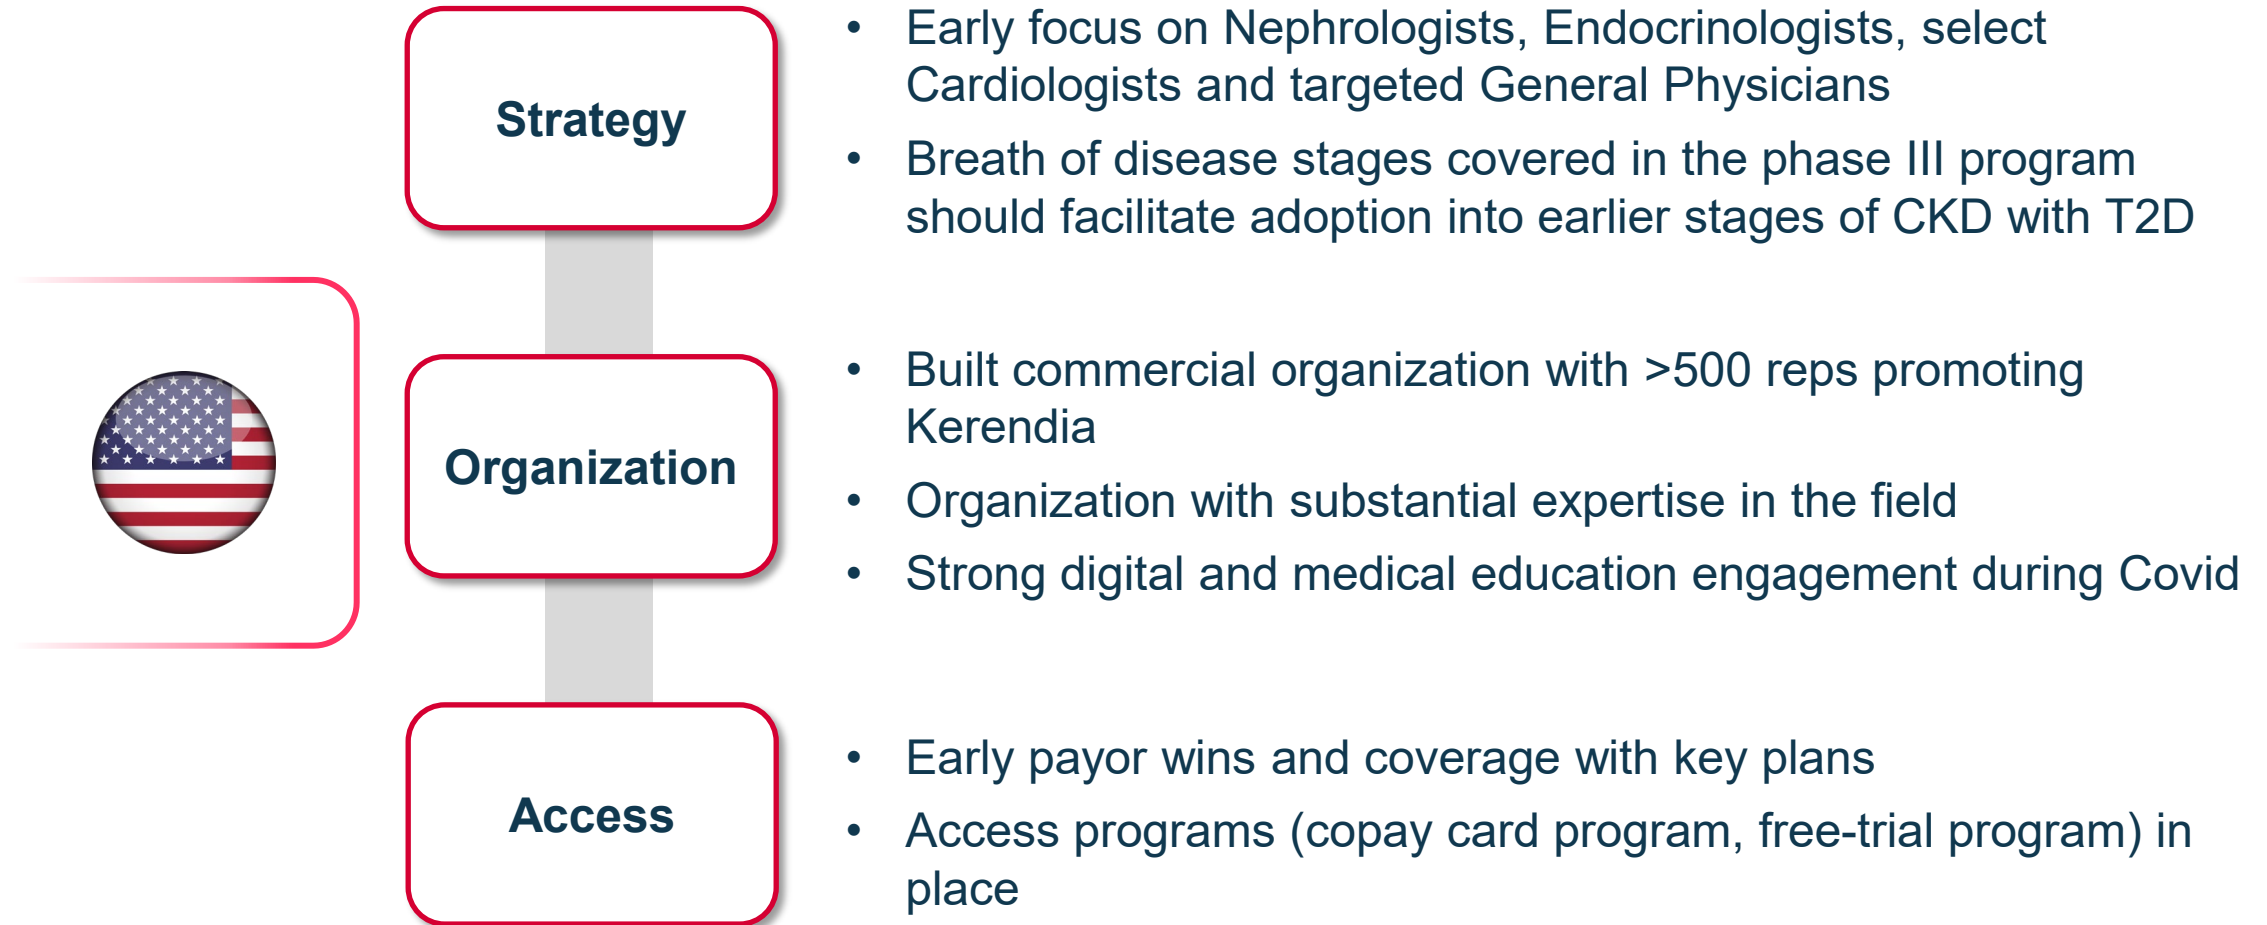 Strategy
• Early focus on Nephrologists, Endocrinologists, select
Cardiologists and targeted General Physicians
• Breath of disease stages covered in the phase III program
should facilitate adoption into earlier stages of CKD with T2D
Organization
• Built commercial organization with >500 reps promoting
Kerendia
• Organization with substantial expertise in the field
• Strong digital and medical education engagement during Covid
Access
• Early payor wins and coverage with key plans
• Access programs (copay card program, free-trial program) in
place